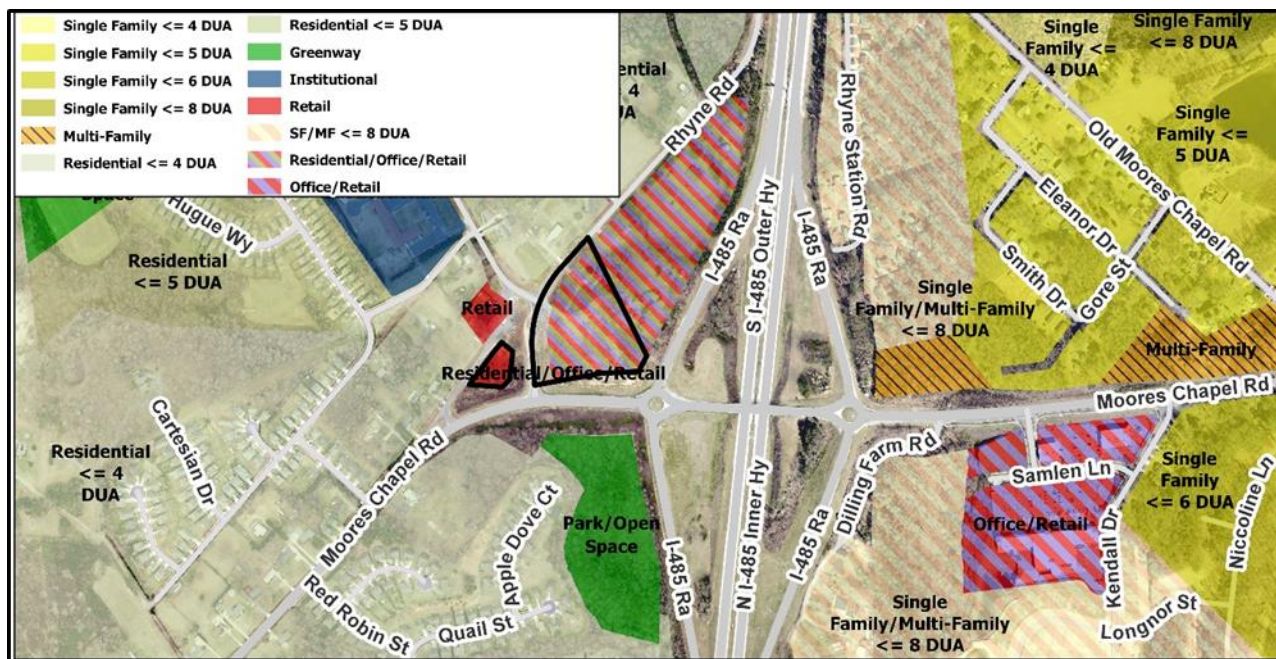 Single Family <= 4 DUA
Single Family <= 5 DUA
Single Family <= 6 DUA
Single Family <= 8 DUA
Multi-Family
Residential <= 4 DUA
Residential <= 5 DUA
Greenway
Institutional
Retail
SF/MF <= 8 DUA
Residential/Office/Retail
Office/Retail
Single
Family <=
4 DUA
Single Family
<= 8 DUA
Single
Family <=
5 DUA
ential
4
Rhyne Rd
Rhyne Station Rd
Old Moores Chapel Rd
Eleanor Dr
Smith Dr
Gore St
I-485 Ra
S I-485 Outer Hy
I-485 Ra
Space
Hugue Wy
Residential
<= 5 DUA
Retail
Residential/Office/Retail
Single
Family/Multi-Family
<= 8 DUA
Multi-Family
Moores Chapel Rd
Cartesian Dr
Residential
<= 4
DUA
Moores Chapel Rd
Red Robin St
Quail St
Apple Dove Ct
Park/Open
Space
I-485 Ra
N I-485 Inner Hy
I-485 Ra
Dilling Farm Rd
Samlen Ln
Office/Retail
Kendall Dr
Single
Family
<= 6 DUA
Niccoline Ln
Longnor St
Single
Family/Multi-Family
<= 8 DUA